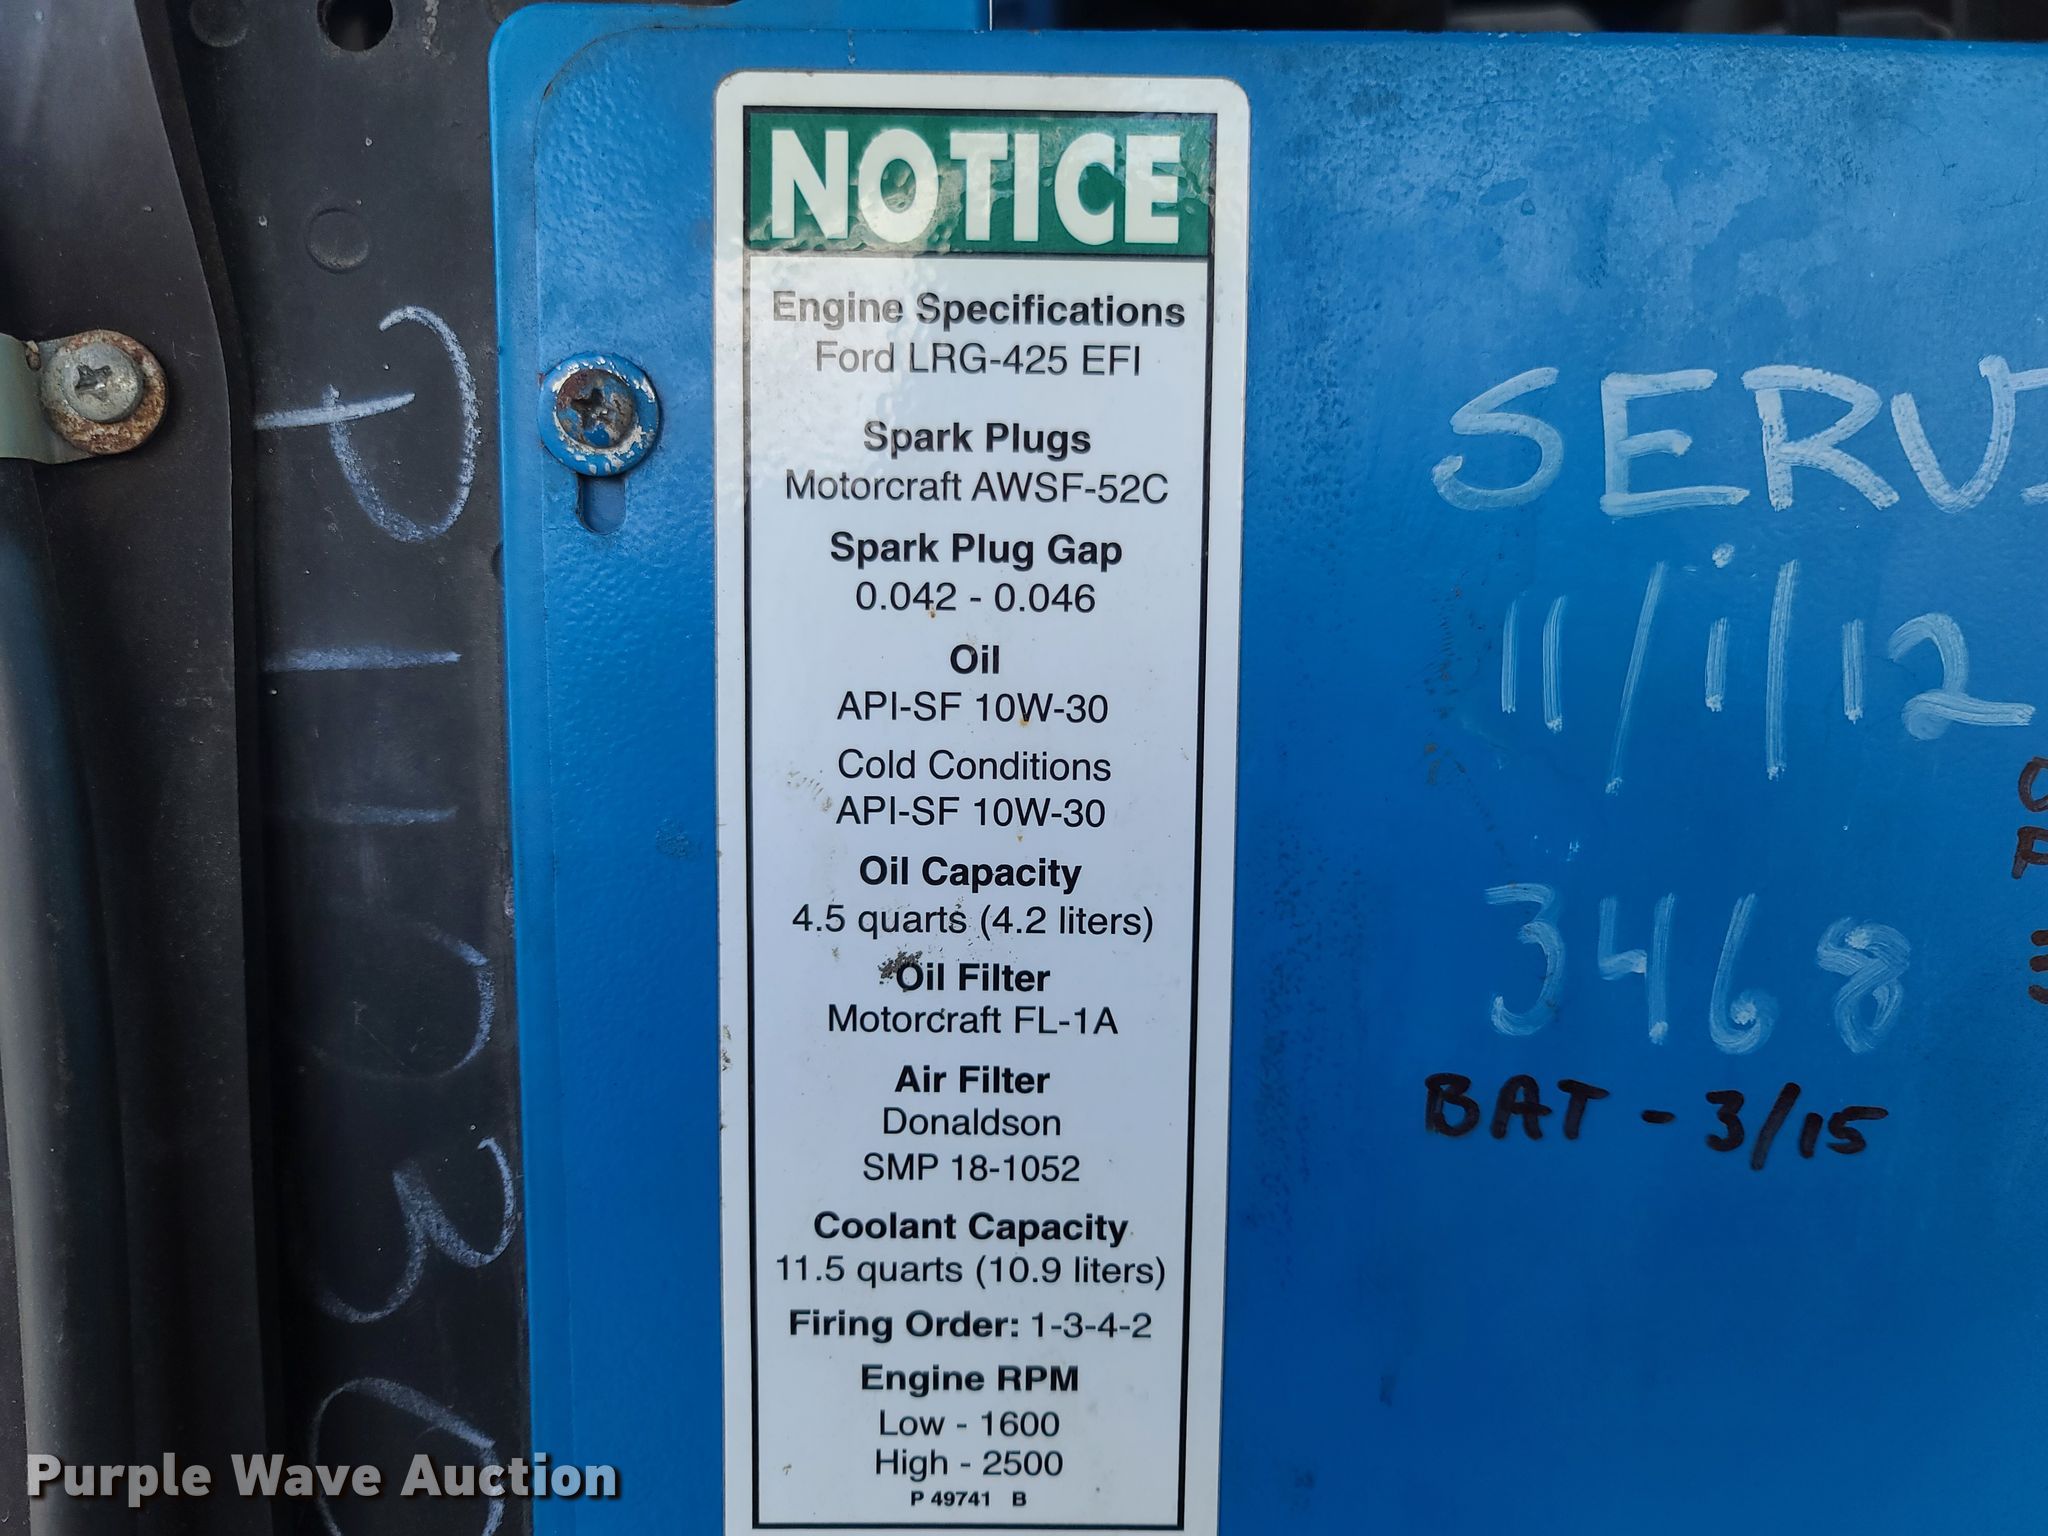 NOTICE
Engine Specifications
Ford LRG-425 EFI
Spark Plugs
Motorcraft AWSF-52C
Spark Plug Gap
0.042 - 0.046
Oil
API-SF 10W-30
Cold Conditions
API-SF 10W-30
Oil Capacity
4.5 quarts (4.2 liters)
Oil Filter
Motorcraft FL-1A
Air Filter
Donaldson
SMP 18-1052
Coolant Capacity
11.5 quarts (10.9 liters)
Firing Order: 1-3-4-2
Engine RPM
Low - 1600
High - 2500
P 49741 B
11/1/12
3468
BAT - 3/15
Purple Wave Auction